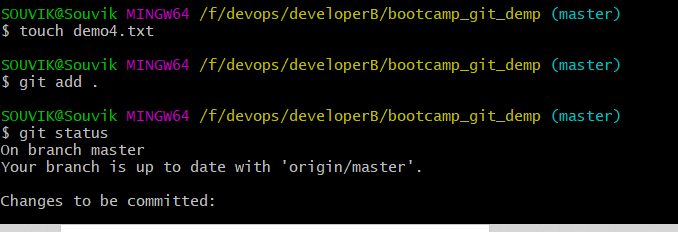 SOUVIK@Souvik MINGW64 /f/devops/developerB/bootcamp_git_demp (master)
$ touch demo4.txt
SOUVIK@Souvik MINGW64 /f/devops/developerB/bootcamp_git_demp (master)
$ git add .
SOUVIK@Souvik MINGW64 /f/devops/developerB/bootcamp_git_demp (master)
$ git status
On branch master
Your branch is up to date with 'origin/master'.
Changes to be committed: